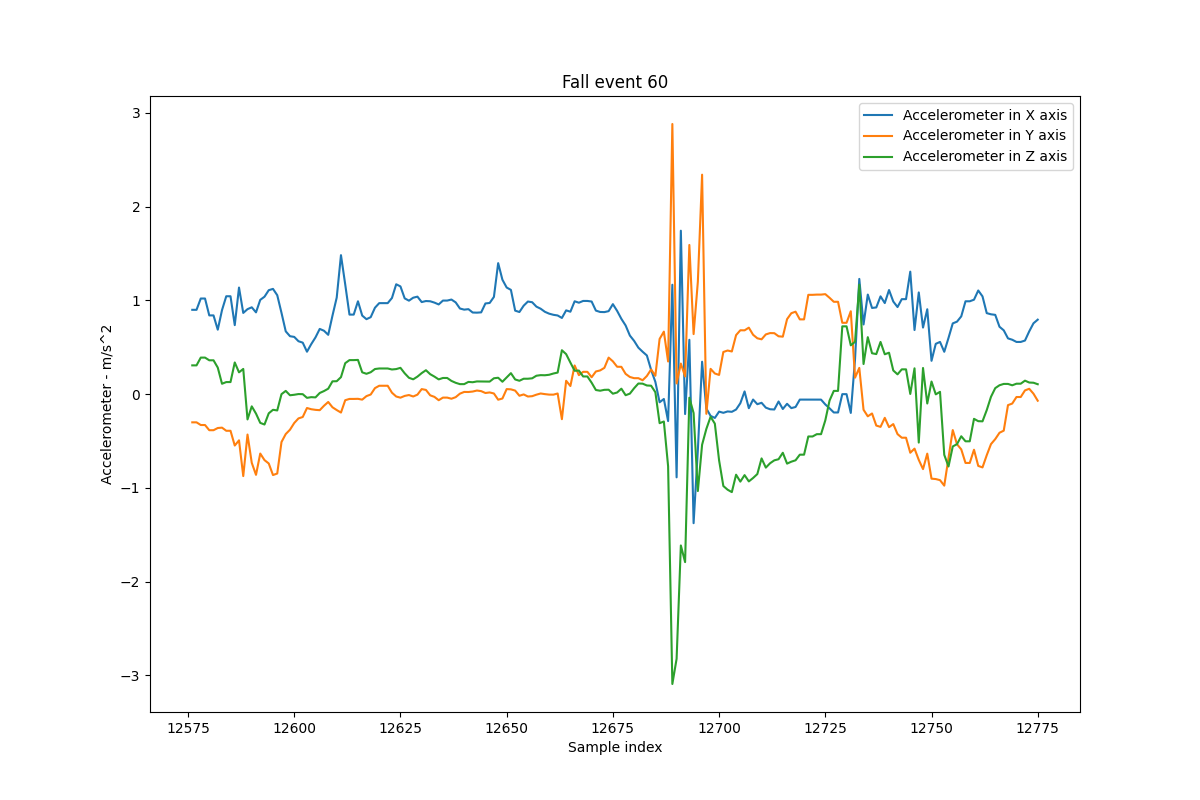 Fall event 60
Accelerometer in X axis
Accelerometer in Y axis
Accelerometer in Z axis
3
2
1
0
−1
−2
−3
Accelerometer - m/s^2
12575 12600 12625 12650 12675 12700 12725 12750 12775
Sample index